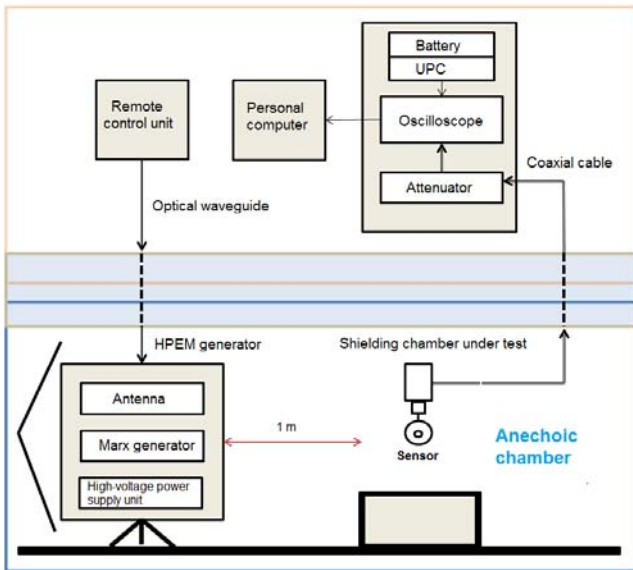 Battery
UPC
Remote
control unit
Personal
computer
Oscilloscope
Coaxial cable
Attenuator
Optical waveguide
HPEM generator
Shielding chamber under test
Antenna
1 m
Marx generator
Anechoic
chamber
Sensor
High-voltage power
supply unit